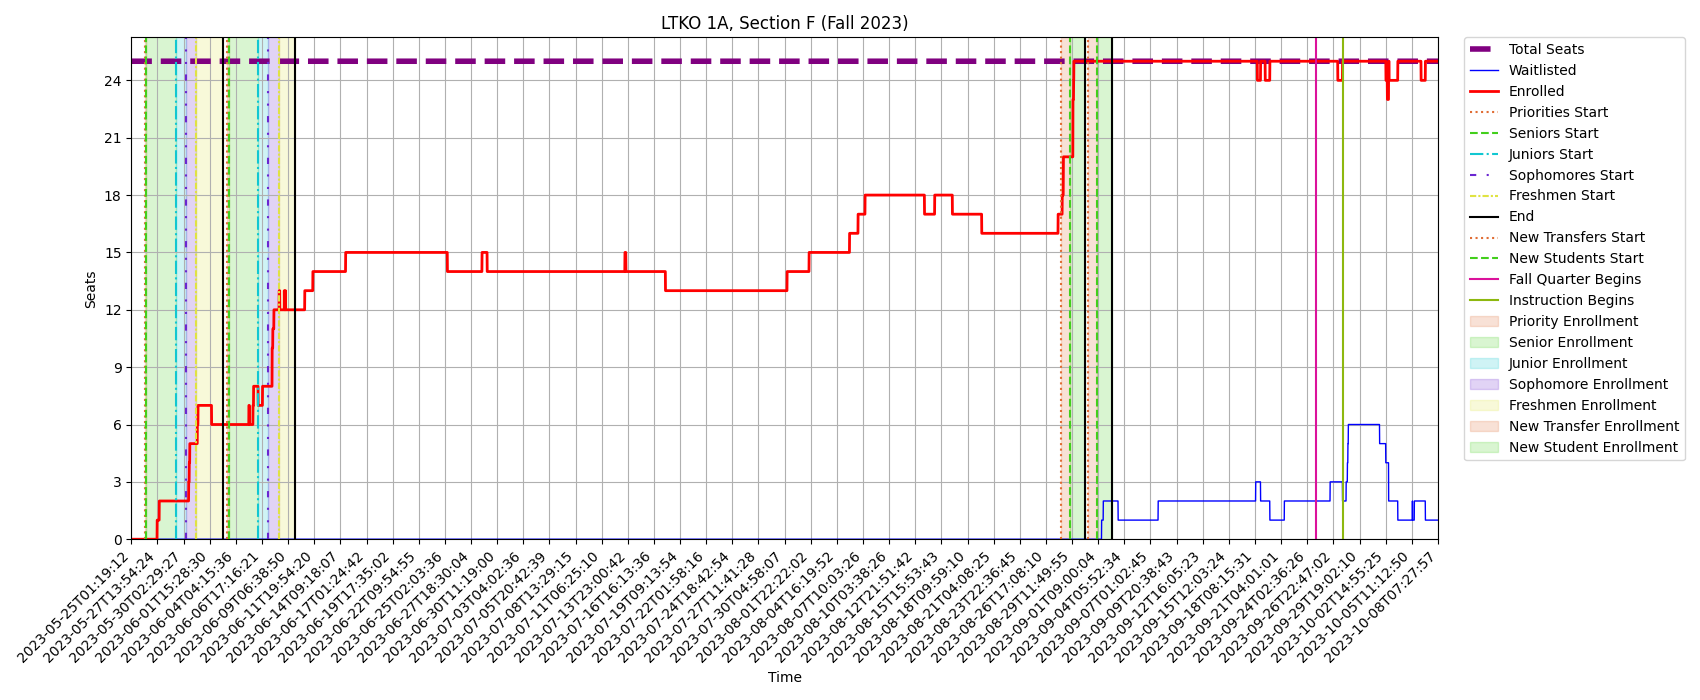 LTKO 1A, Section F (Fall 2023)
Seats
24
21
18
15
12
9
6
3
0
2023-05-25T01:19:12
2023-05-27T13:54:24
2023-05-30T02:29:27
2023-06-01T15:28:30
2023-06-04T04:15:36
2023-06-06T17:16:21
2023-06-09T06:38:50
2023-06-11T19:54:20
2023-06-14T09:18:07
2023-06-17T01:24:42
2023-06-19T17:35:02
2023-06-22T09:54:55
2023-06-25T02:03:36
2023-06-27T18:30:04
2023-06-30T11:19:00
2023-07-03T04:02:36
2023-07-05T20:42:39
2023-07-08T13:29:15
2023-07-11T06:25:10
2023-07-13T23:00:42
2023-07-16T16:13:36
2023-07-19T09:13:54
2023-07-22T01:58:16
2023-07-24T18:42:54
2023-07-27T11:41:28
2023-07-30T04:58:07
2023-08-01T22:22:02
2023-08-04T16:19:52
2023-08-07T10:03:26
2023-08-10T03:38:26
2023-08-12T21:51:42
2023-08-15T15:53:43
2023-08-18T09:59:10
2023-08-21T04:08:25
2023-08-23T22:36:45
2023-08-26T17:08:10
2023-08-29T11:49:55
2023-09-01T09:00:04
2023-09-04T05:52:34
2023-09-07T01:02:45
2023-09-09T20:38:43
2023-09-12T16:05:23
2023-09-15T12:03:24
2023-09-18T08:15:31
2023-09-21T04:01:01
2023-09-24T02:36:26
2023-09-26T22:47:02
2023-09-29T19:02:10
2023-10-02T14:55:25
2023-10-05T11:12:50
2023-10-08T07:27:57
Time
Total Seats
Waitlisted
Enrolled
Priorities Start
Seniors Start
Juniors Start
Sophomores Start
Freshmen Start
End
New Transfers Start
New Students Start
Fall Quarter Begins
Instruction Begins
Priority Enrollment
Senior Enrollment
Junior Enrollment
Sophomore Enrollment
Freshmen Enrollment
New Transfer Enrollment
New Student Enrollment